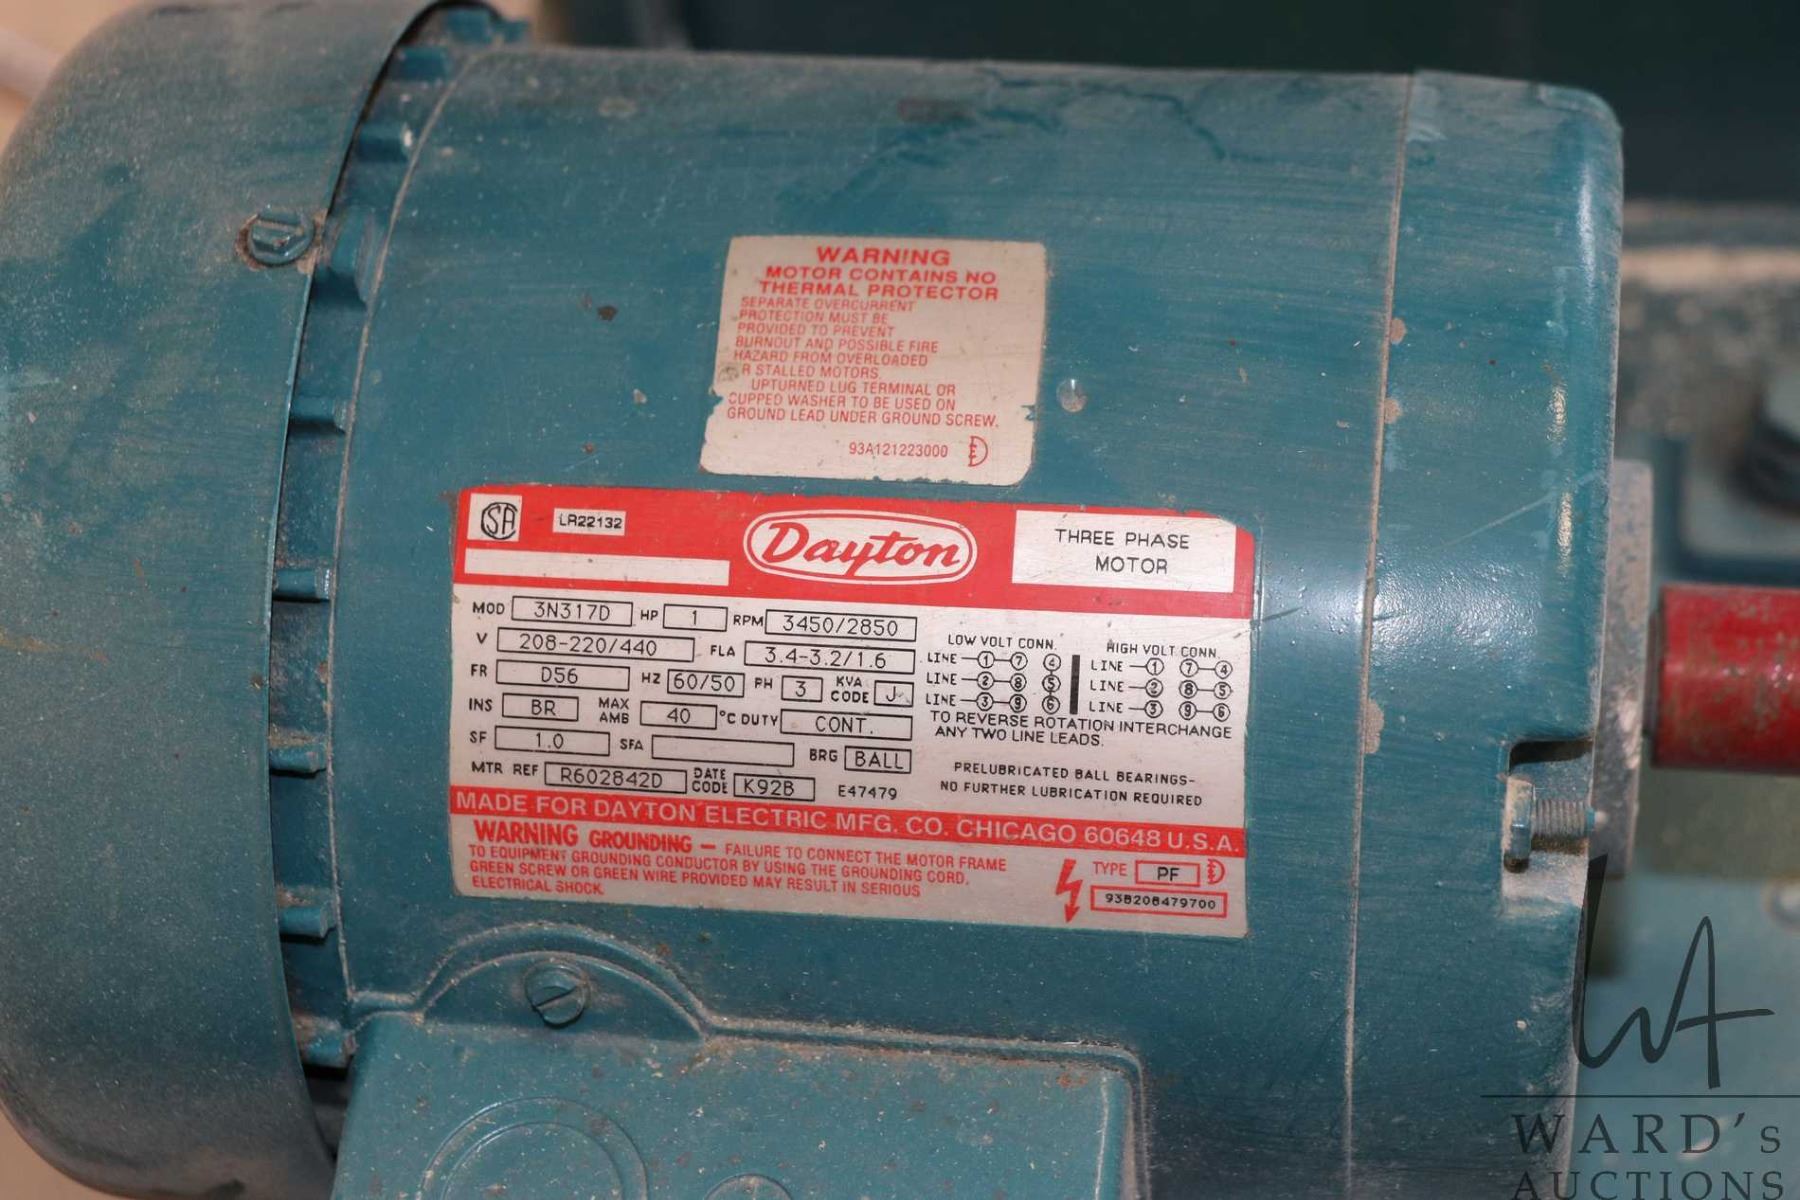 WARNING
MOTOR CONTAINS NO
THERMAL PROTECTOR
SEPARATE OVERCURRENT
PROTECTION MUST BE
PROVIDED TO PREVENT
BURNOUT AND POSSIBLE FIRE
HAZARD FROM OVERLOADED
R STALLED MOTORS.
UPTURNED LUG TERMINAL OR
CUPPED WASHER TO BE USED ON
GROUND LEAD UNDER GROUND SCREW.
93A121223000
CSA LR22132 Dayton THREE PHASE
MOTOR
MOD 3N317D HP 1 RPM 3450/2850
V 208-220/440 FLA 3.4-3.2/1.6
FR D56 HZ 60/50 PH 3 KVA CODE J
INS BR MAX AMB 40 °C DUTY CONT.
SF 1.0 SFA BRG BALL
MTR REF R602842D DATE CODE K92B E47479
LOW VOLT CONN. HIGH VOLT CONN.
LINE 1 7 4 LINE 1 7 4
LINE 2 8 5 LINE 2 8 5
LINE 3 9 6 LINE 3 9 6
TO REVERSE ROTATION INTERCHANGE
ANY TWO LINE LEADS.
PRELUBRICATED BALL BEARINGS-
NO FURTHER LUBRICATION REQUIRED
MADE FOR DAYTON ELECTRIC MFG. CO. CHICAGO 60648 U.S.A.
WARNING GROUNDING — FAILURE TO CONNECT THE MOTOR FRAME
TO EQUIPMENT GROUNDING CONDUCTOR BY USING THE GROUNDING CORD,
GREEN SCREW OR GREEN WIRE PROVIDED MAY RESULT IN SERIOUS
ELECTRICAL SHOCK.
TYPE PF
93B208479700
WA
WARD's
AUCTIONS